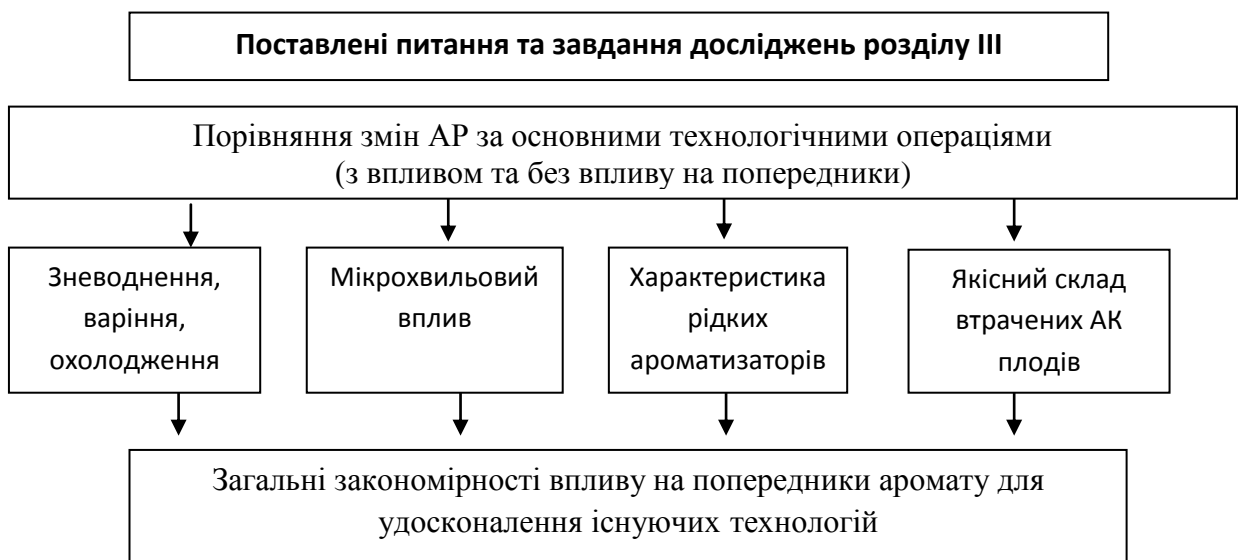 Поставлені питання та завдання досліджень розділу ІІІ
Порівняння змін АР за основними технологічними операціями
(з впливом та без впливу на попередники)
Зневоднення,
варіння,
охолодження
Мікрохвильовий
вплив
Характеристика
рідких
ароматизаторів
Якісний склад
втрачених АК
плодів
Загальні закономірності впливу на попередники аромату для
удосконалення існуючих технологій